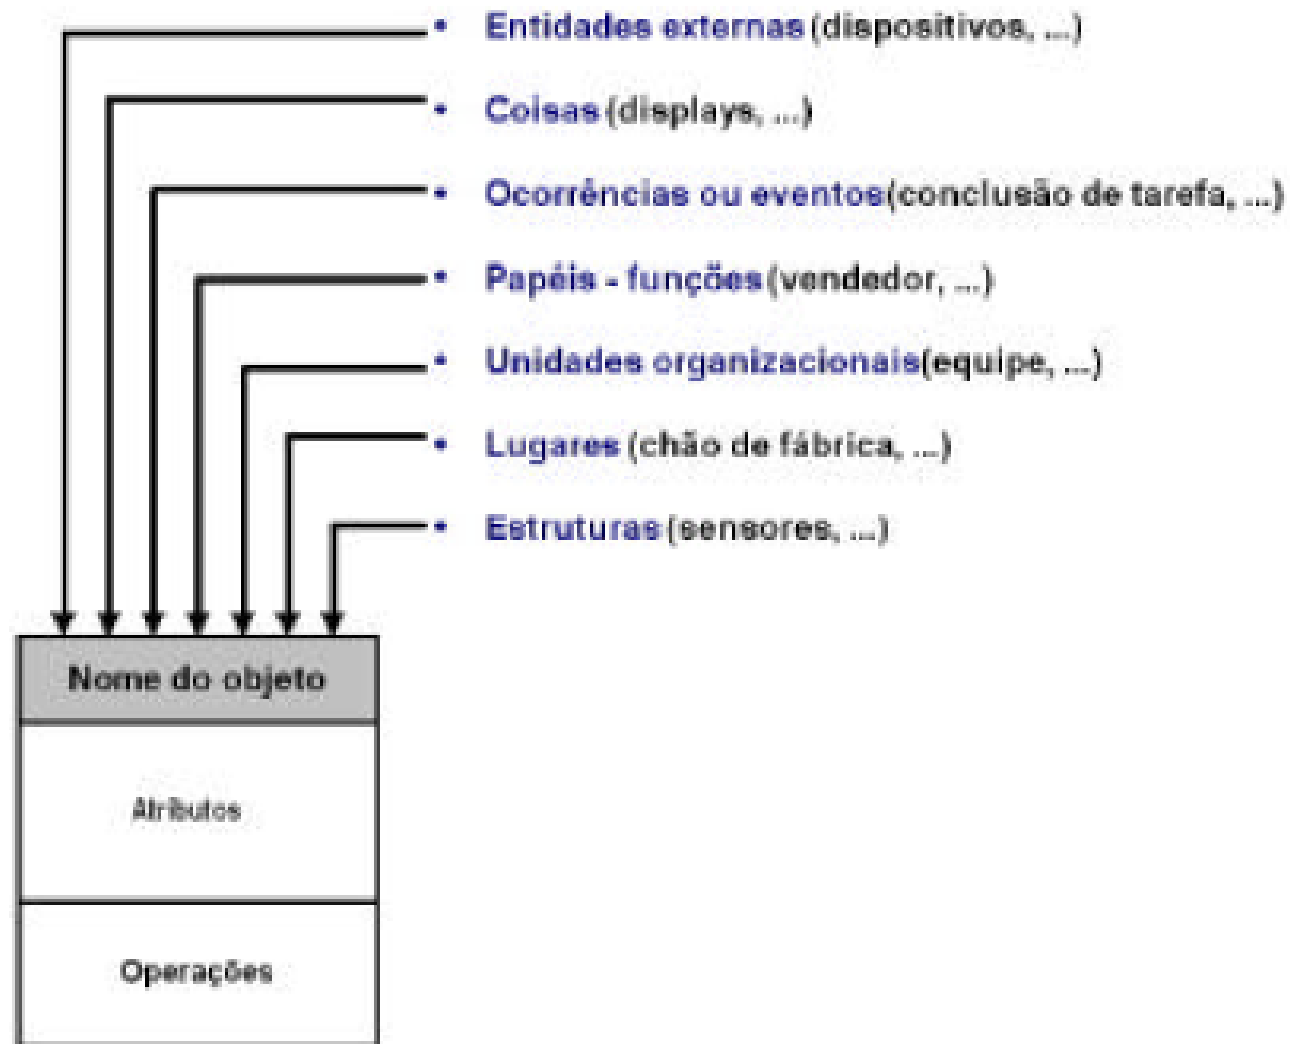 • Entidades externas (dispositivos, ...)
• Coisas (displays, ...)
• Ocorrências ou eventos(conclusão de tarefa, ...)
• Papéis - funções (vendedor, ...)
• Unidades organizacionais(equipe, ...)
• Lugares (chão de fábrica, ...)
• Estruturas (sensores, ...)
Nome do objeto
Atributos
Operações